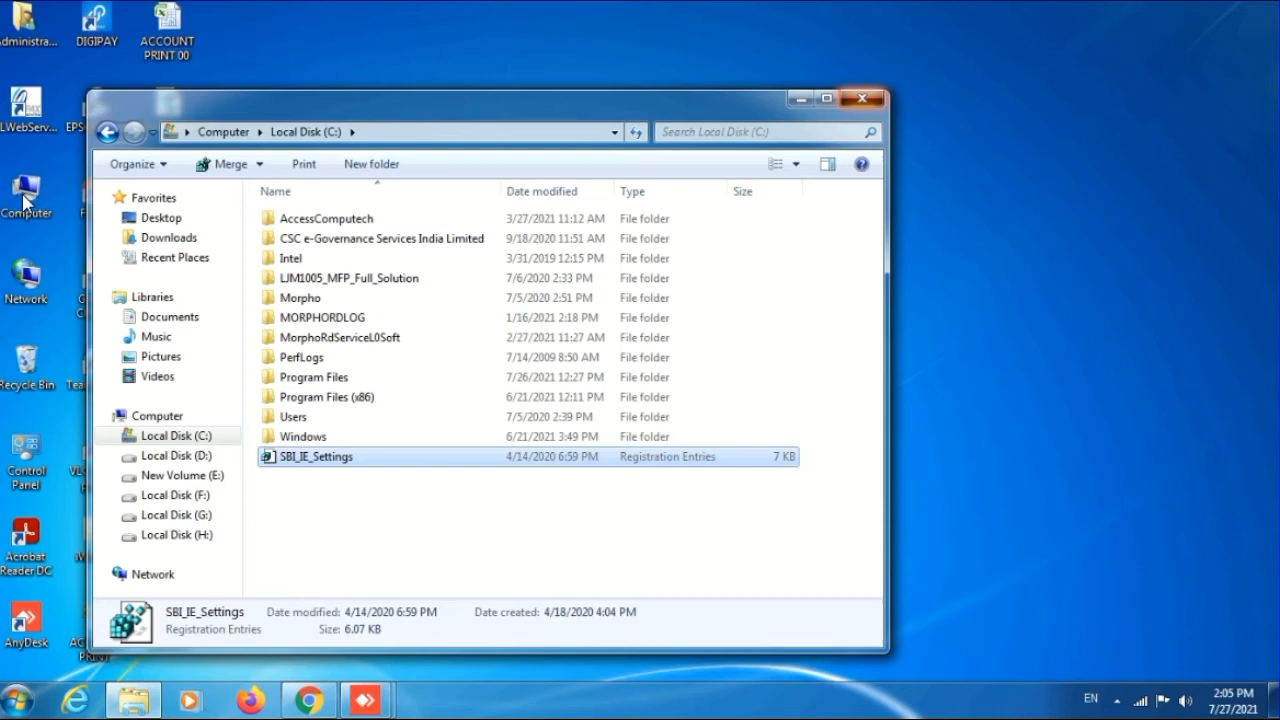 Administra...
DIGIPAY
ACCOUNT
PRINT 00
LWebServ...
EPS
Computer
Network
Recycle Bin
Tea
Control
Panel
VL
Acrobat
Reader DC
AnyDesk
AC
PRINT
Computer
Local Disk (C:)
Search Local Disk (C:)
Organize
Merge
Print
New folder
Favorites
Desktop
Downloads
Recent Places
Libraries
Documents
Music
Pictures
Videos
Computer
Local Disk (C:)
Local Disk (D:)
New Volume (E:)
Local Disk (F:)
Local Disk (G:)
Local Disk (H:)
Network
Name Date modified Type Size
AccessComputech 3/27/2021 11:12 AM File folder
CSC e-Governance Services India Limited 9/18/2020 11:51 AM File folder
Intel 3/31/2019 12:15 PM File folder
LJM1005_MFP_Full_Solution 7/6/2020 2:33 PM File folder
Morpho 7/5/2020 2:51 PM File folder
MORPHORDLOG 1/16/2021 2:18 PM File folder
MorphoRdServiceL0Soft 2/27/2021 11:27 AM File folder
PerfLogs 7/14/2009 8:50 AM File folder
Program Files 7/26/2021 12:27 PM File folder
Program Files (x86) 6/21/2021 12:11 PM File folder
Users 7/5/2020 2:39 PM File folder
Windows 6/21/2021 3:49 PM File folder
SBI_IE_Settings 4/14/2020 6:59 PM Registration Entries 7 KB
SBI_IE_Settings Date modified: 4/14/2020 6:59 PM Date created: 4/18/2020 4:04 PM
Registration Entries Size: 6.07 KB
EN
2:05 PM
7/27/2021